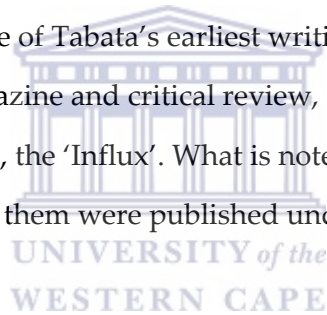 e of Tabata's earliest writi
azine and critical review,
, the 'Influx'. What is note
them were published und
UNIVERSITY of the
WESTERN CAPE